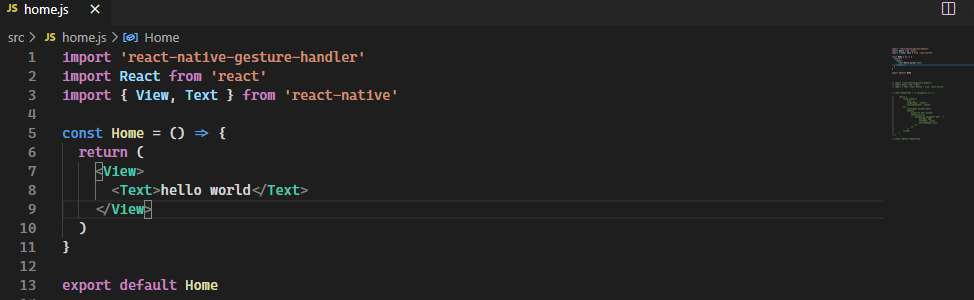 JS home.js ×
src > JS home.js > Home
1 import 'react-native-gesture-handler'
2 import React from 'react'
3 import { View, Text } from 'react-native'
4
5 const Home = () => {
6   return (
7     <View>
8       <Text>hello world</Text>
9     </View>
10   )
11 }
12
13 export default Home